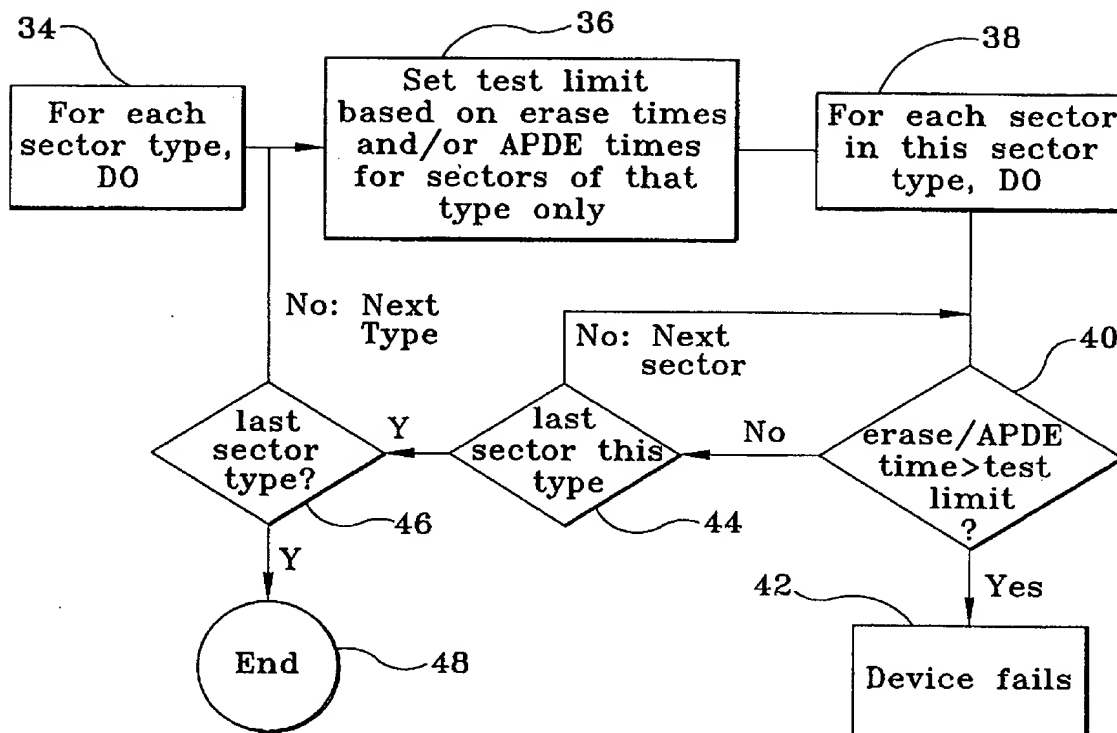 34
For each
sector type,
DO
36
Set test limit
based on erase times
and/or APDE times
for sectors of that
type only
38
For each sector
in this sector
type, DO
No: Next
Type
No: Next
sector
40
erase/APDE
time>test
limit
?
No
last
sector this
type
44
Y
last
sector
type?
46
Y
End
48
Yes
42
Device fails